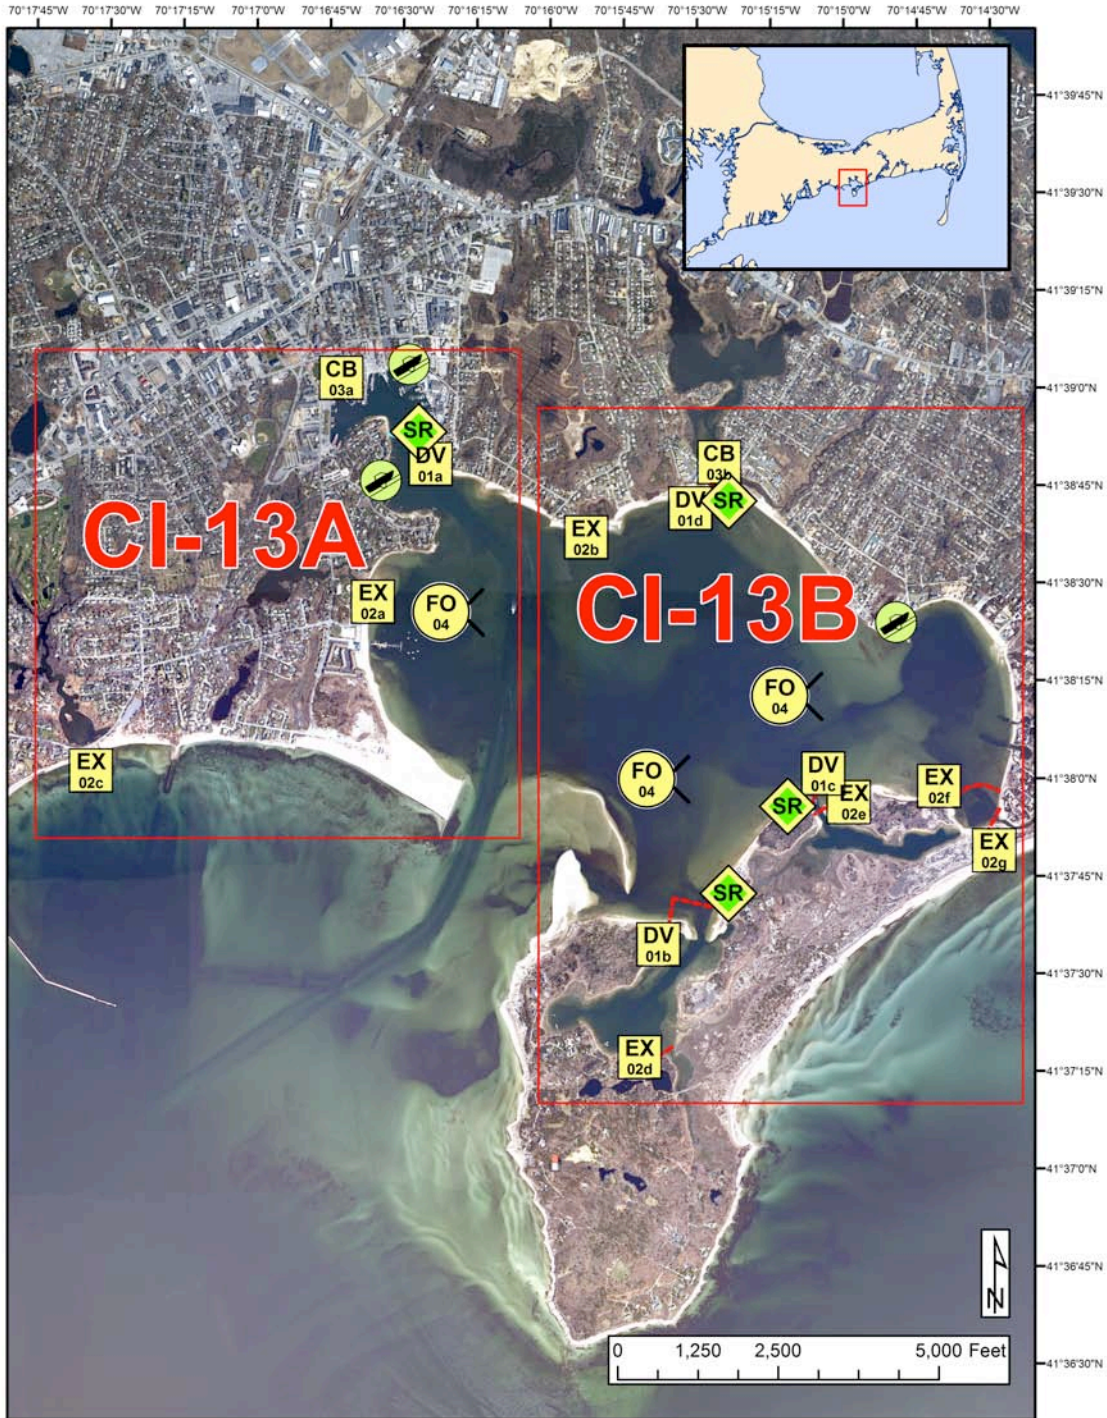 70°17'45"W 70°17'30"W 70°17'15"W 70°17'0"W 70°16'45"W 70°16'30"W 70°16'15"W 70°16'0"W 70°15'45"W 70°15'30"W 70°15'15"W 70°15'0"W 70°14'45"W 70°14'30"W
41°39'45"N
41°39'30"N
41°39'15"N
41°39'0"N
CB
03a
SR
DV
01a
CB
03b
SR
DV
01d
41°38'45"N
CI-13A
EX
02b
41°38'30"N
EX
02a
FO
04
CI-13B
41°38'15"N
FO
04
EX
02c
FO
04
DV
01c
41°38'0"N
EX
02e
EX
02f
SR
EX
02g
41°37'45"N
SR
DV
01b
41°37'30"N
EX
02d
41°37'15"N
41°37'0"N
41°36'45"N
N
0 1,250 2,500 5,000 Feet
41°36'30"N